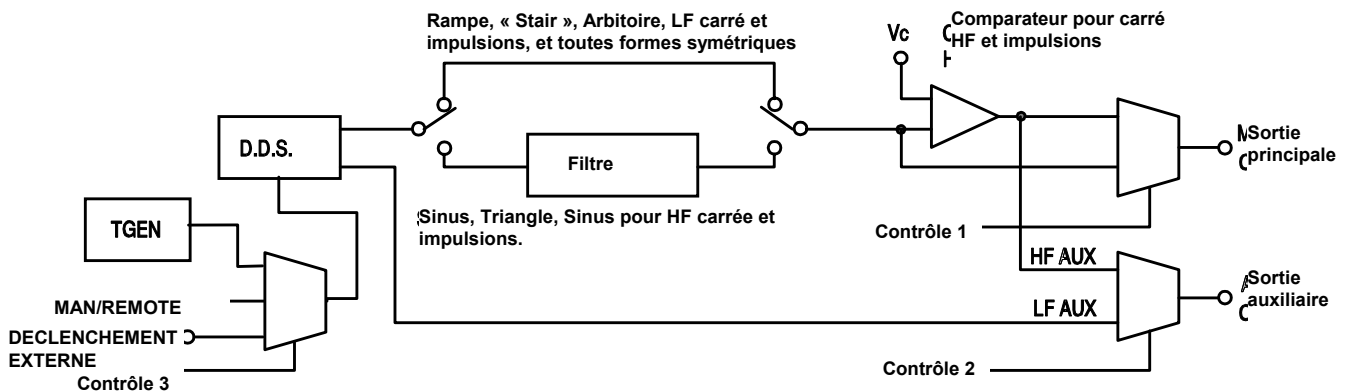 Rampe, « Stair », Arbitoire, LF carré et
impulsions, et toutes formes symétriques
Vc
Comparateur pour carré
HF et impulsions
D.D.S.
Filtre
Sortie
principale
Sinus, Triangle, Sinus pour HF carrée et
impulsions.
TGEN
Contrôle 1
HF AUX
MAN/REMOTE
LF AUX
Sortie
auxiliaire
DECLENCHEMENT
EXTERNE
Contrôle 3
Contrôle 2